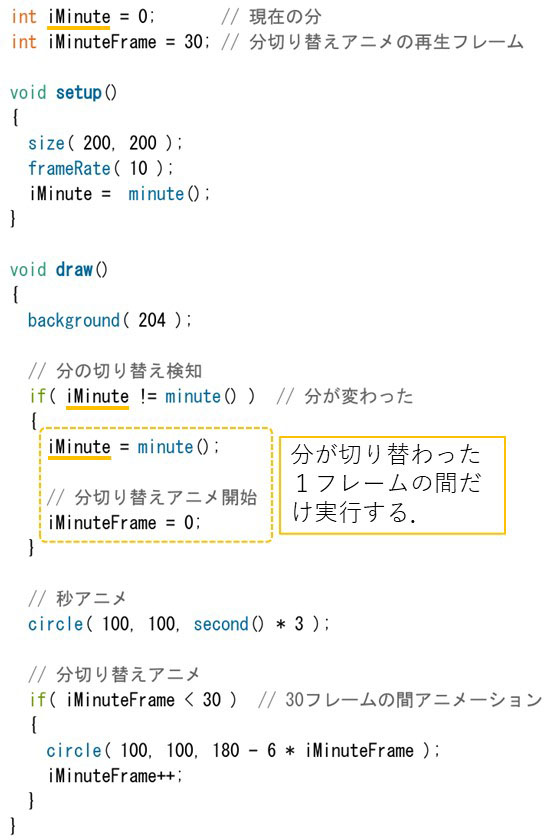 int iMinute = 0;       // 現在の分
int iMinuteFrame = 30; // 分切り替えアニメの再生フレーム
void setup()
{
  size( 200, 200 );
  frameRate( 10 );
  iMinute =  minute();
}
void draw()
{
  background( 204 );
  // 分の切り替え検知
  if( iMinute != minute() )  // 分が変わった
  {
    iMinute = minute();
    // 分切り替えアニメ開始
    iMinuteFrame = 0;
  }
分が切り替わった
１フレームの間だ
け実行する．
  // 秒アニメ
  circle( 100, 100, second() * 3 );
  // 分切り替えアニメ
  if( iMinuteFrame < 30 )  // 30フレームの間アニメーション
  {
    circle( 100, 100, 180 - 6 * iMinuteFrame );
    iMinuteFrame++;
  }
}